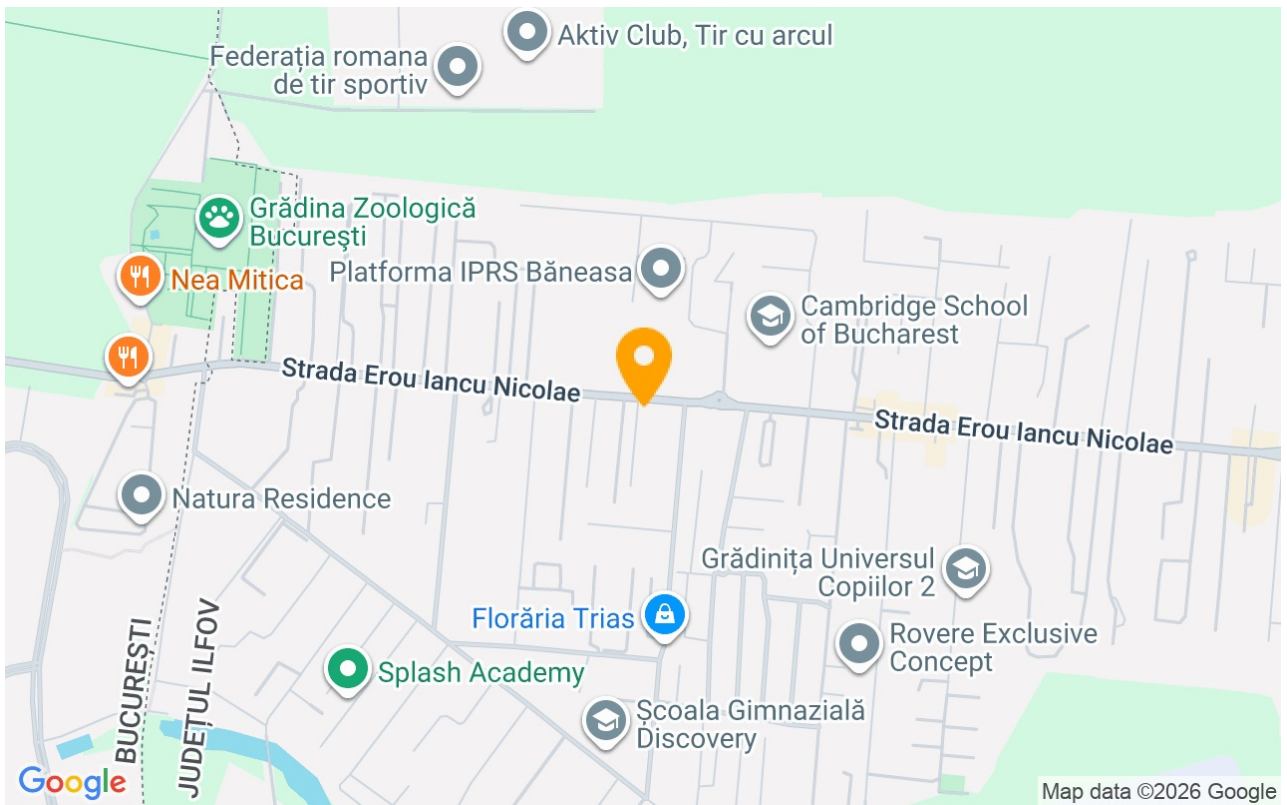 Aktiv Club, Tir cu arcul
Federația romana
de tir sportiv
Grădina Zoologică
București
Nea Mitica
Platforma IPRS Băneasa
Cambridge School
of Bucharest
Strada Erou Iancu Nicolae
Strada Erou Iancu Nicolae
Natura Residence
Grădinița Universul
Copiilor 2
Florăria Trias
Rovere Exclusive
Concept
Splash Academy
Școala Gimnazială
Discovery
BUCUREȘTI
JUDEȚUL ILFOV
Google
Map data ©2026 Google